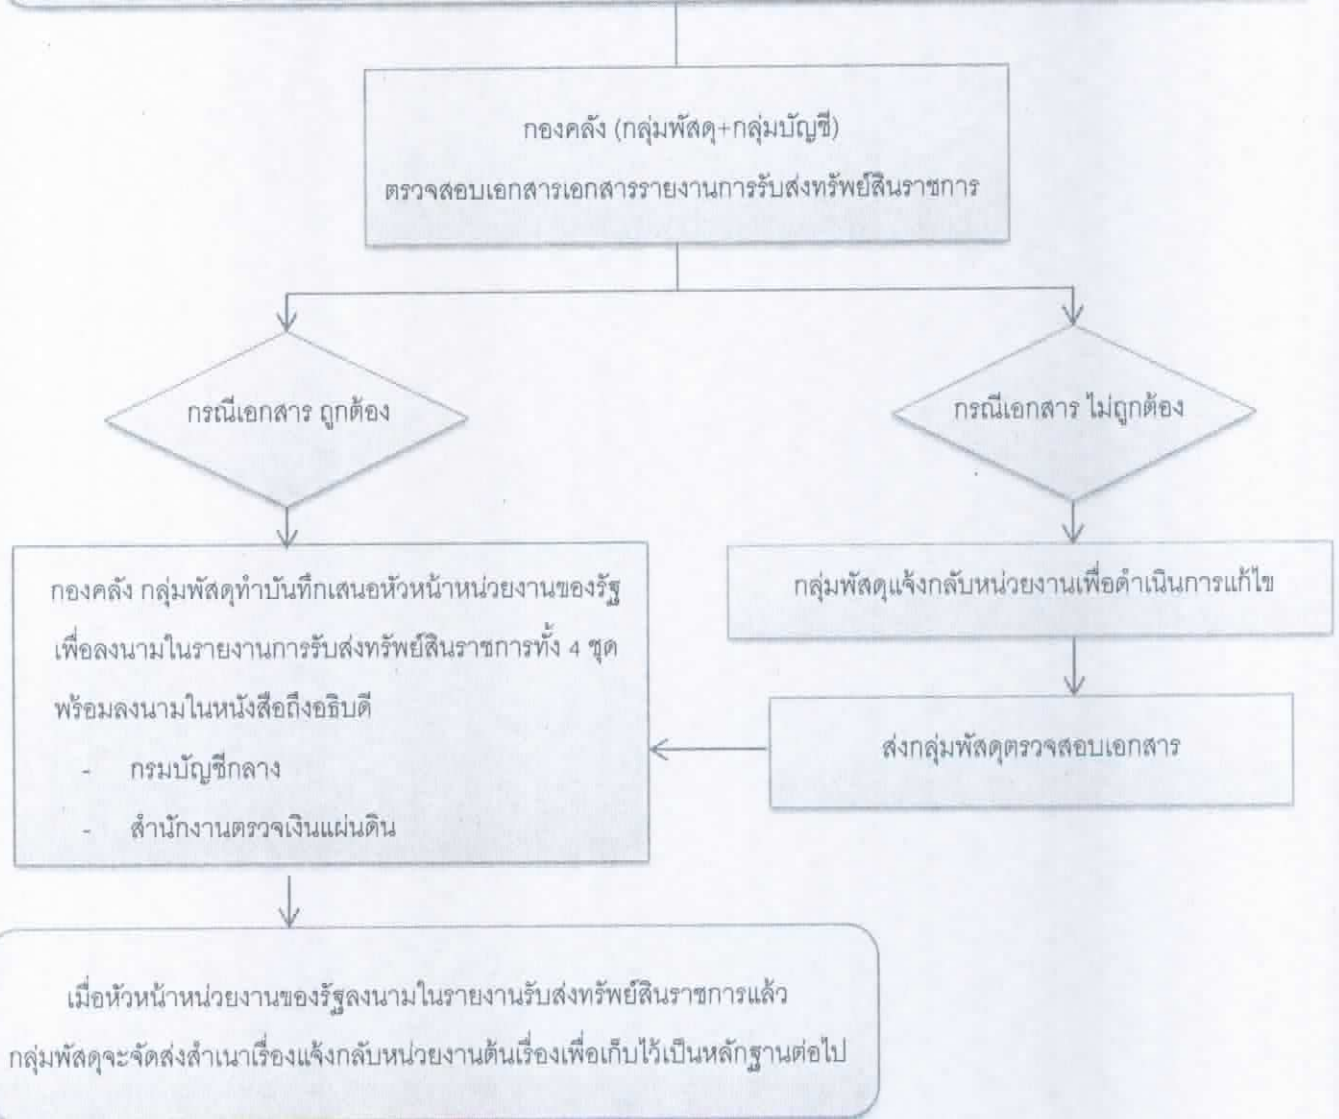 กองคลัง (กลุ่มพัสดุ+กลุ่มบัญชี)
ตรวจสอบเอกสารเอกสารรายงานการรับส่งทรัพย์สินราชการ
กรณีเอกสาร ถูกต้อง
กรณีเอกสาร ไม่ถูกต้อง
กองคลัง กลุ่มพัสดุทำบันทึกเสนอหัวหน้าหน่วยงานของรัฐ
เพื่อลงนามในรายงานการรับส่งทรัพย์สินราชการทั้ง 4 ชุด
พร้อมลงนามในหนังสือถึงอธิบดี
- กรมบัญชีกลาง
- สำนักงานตรวจเงินแผ่นดิน
กลุ่มพัสดุแจ้งกลับหน่วยงานเพื่อดำเนินการแก้ไข
ส่งกลุ่มพัสดุตรวจสอบเอกสาร
เมื่อหัวหน้าหน่วยงานของรัฐลงนามในรายงานรับส่งทรัพย์สินราชการแล้ว
กลุ่มพัสดุจะจัดส่งสำเนาเรื่องแจ้งกลับหน่วยงานต้นเรื่องเพื่อเก็บไว้เป็นหลักฐานต่อไป